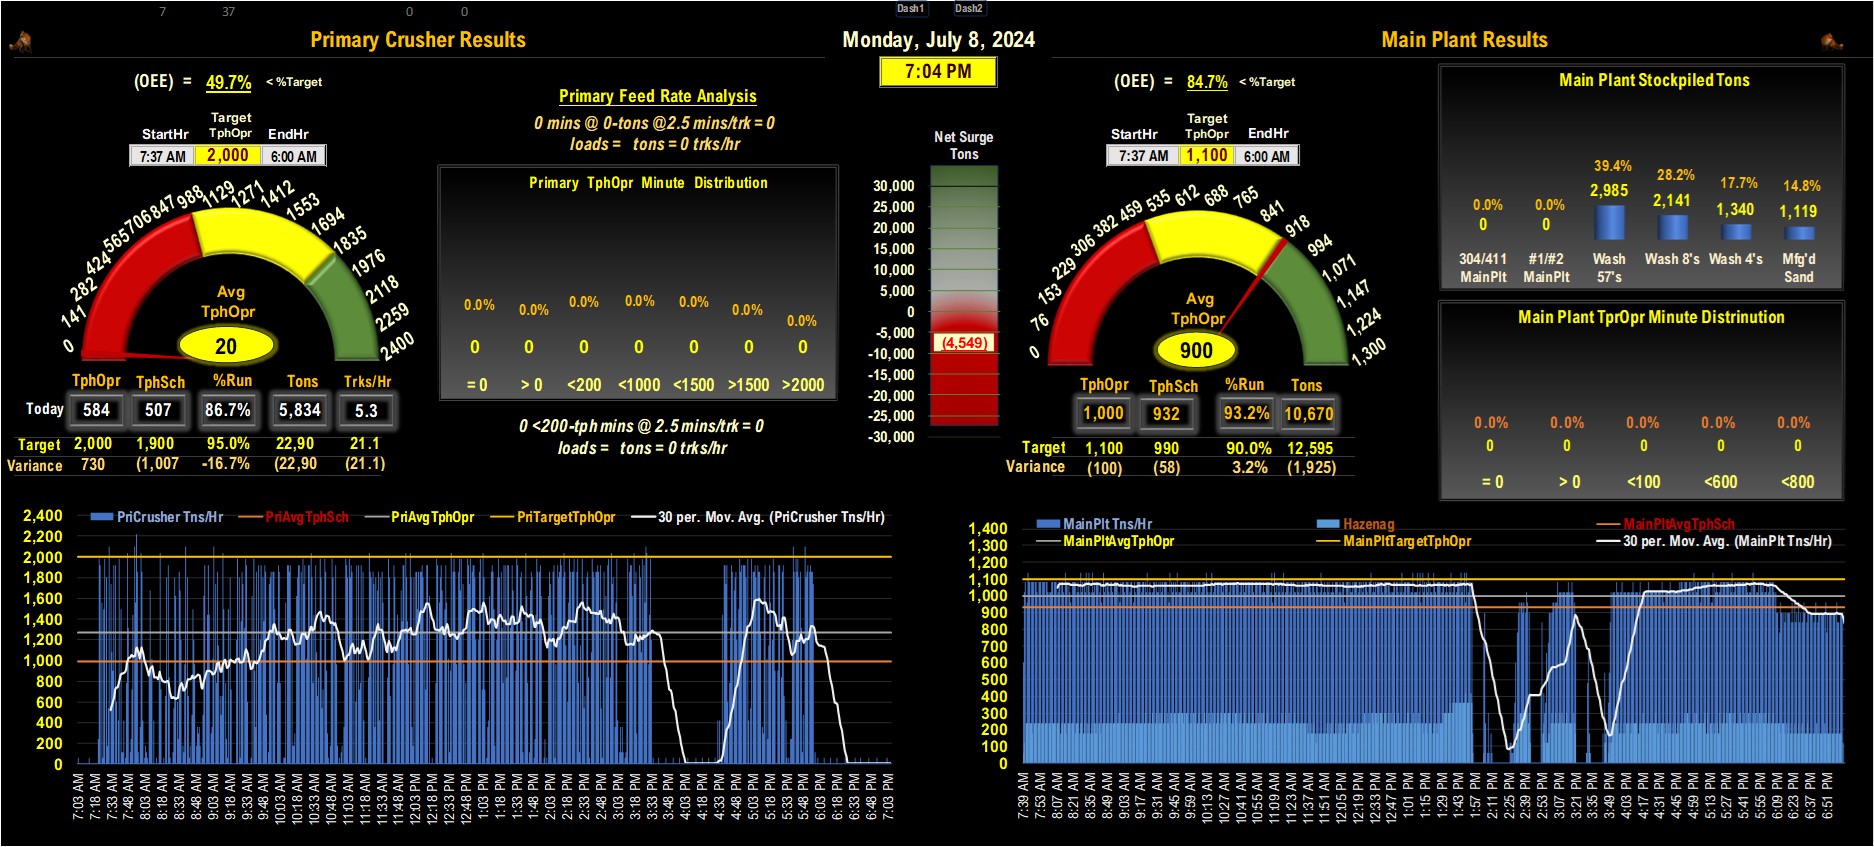 7 37 0 0 Dash1 Dash2
Primary Crusher Results
Monday, July 8, 2024
Main Plant Results
7:04 PM
(OEE) = 49.7% < %Target
Target
StartHr TphOpr EndHr
7:37 AM 2,000 6:00 AM
0 141 282 424 565 706 847 988 1129 1271 1412 1553 1694 1835 1976 2118 2259 2400
Avg
TphOpr
20
TphOpr TphSch %Run Tons Trks/Hr
Today 584 507 86.7% 5,834 5.3
Target 2,000 1,900 95.0% 22,90 21.1
Variance 730 (1,007 -16.7% (22,90 (21.1)
Primary Feed Rate Analysis
0 mins @ 0-tons @2.5 mins/trk = 0
loads = tons = 0 trks/hr
Primary TphOpr Minute Distribution
0.0% 0.0% 0.0% 0.0% 0.0% 0.0% 0.0%
0 0 0 0 0 0 0
= 0 > 0 <200 <1000 <1500 >1500 >2000
0 <200-tph mins @ 2.5 mins/trk = 0
loads = tons = 0 trks/hr
Net Surge
Tons
30,000
25,000
20,000
15,000
10,000
5,000
0
-5,000
(4,549)
-10,000
-15,000
-20,000
-25,000
-30,000
(OEE) = 84.7% < %Target
Target
StartHr TphOpr EndHr
7:37 AM 1,100 6:00 AM
0 76 153 229 306 382 459 535 612 688 765 841 918 994 1,071 1,147 1,224 1,300
Avg
TphOpr
900
TphOpr TphSch %Run Tons
1,000 932 93.2% 10,670
Target 1,100 990 90.0% 12,595
Variance (100) (58) 3.2% (1,925)
Main Plant Stockpiled Tons
0.0% 0.0% 39.4% 28.2% 17.7% 14.8%
0 0 2,985 2,141 1,340 1,119
304/411 #1/#2 Wash Wash 8's Wash 4's Mfg'd
MainPlt MainPlt 57's Sand
Main Plant TprOpr Minute Distrinution
0.0% 0.0% 0.0% 0.0% 0.0%
0 0 0 0 0
= 0 > 0 <100 <600 <800
PriCrusher Tns/Hr PriAvgTphSch PriAvgTphOpr PriTargetTphOpr 30 per. Mov. Avg. (PriCrusher Tns/Hr)
2,400
2,200
2,000
1,800
1,600
1,400
1,200
1,000
800
600
400
200
0
7:03 AM 7:18 AM 7:33 AM 7:48 AM 8:03 AM 8:18 AM 8:33 AM 8:48 AM 9:03 AM 9:18 AM 9:33 AM 9:48 AM 10:03 AM 10:18 AM 10:33 AM 10:48 AM 11:03 AM 11:18 AM 11:33 AM 11:48 AM 12:03 PM 12:18 PM 12:33 PM 12:48 PM 1:03 PM 1:18 PM 1:33 PM 1:48 PM 2:03 PM 2:18 PM 2:33 PM 2:48 PM 3:03 PM 3:18 PM 3:33 PM 3:48 PM 4:03 PM 4:18 PM 4:33 PM 4:48 PM 5:03 PM 5:18 PM 5:33 PM 5:48 PM 6:03 PM 6:18 PM 6:33 PM 6:48 PM 7:03 PM
MainPlt Tns/Hr Hazenag MainPltAvgTphSch
MainPltAvgTphOpr MainPltTargetTphOpr 30 per. Mov. Avg. (MainPlt Tns/Hr)
1,400
1,300
1,200
1,100
1,000
900
800
700
600
500
400
300
200
100
0
7:39 AM 7:53 AM 8:07 AM 8:21 AM 8:35 AM 8:49 AM 9:03 AM 9:17 AM 9:31 AM 9:45 AM 9:59 AM 10:13 AM 10:27 AM 10:41 AM 10:55 AM 11:09 AM 11:23 AM 11:37 AM 11:51 AM 12:05 PM 12:19 PM 12:33 PM 12:47 PM 1:01 PM 1:15 PM 1:29 PM 1:43 PM 1:57 PM 2:11 PM 2:25 PM 2:39 PM 2:53 PM 3:07 PM 3:21 PM 3:35 PM 3:49 PM 4:03 PM 4:17 PM 4:31 PM 4:45 PM 4:59 PM 5:13 PM 5:27 PM 5:41 PM 5:55 PM 6:09 PM 6:23 PM 6:37 PM 6:51 PM